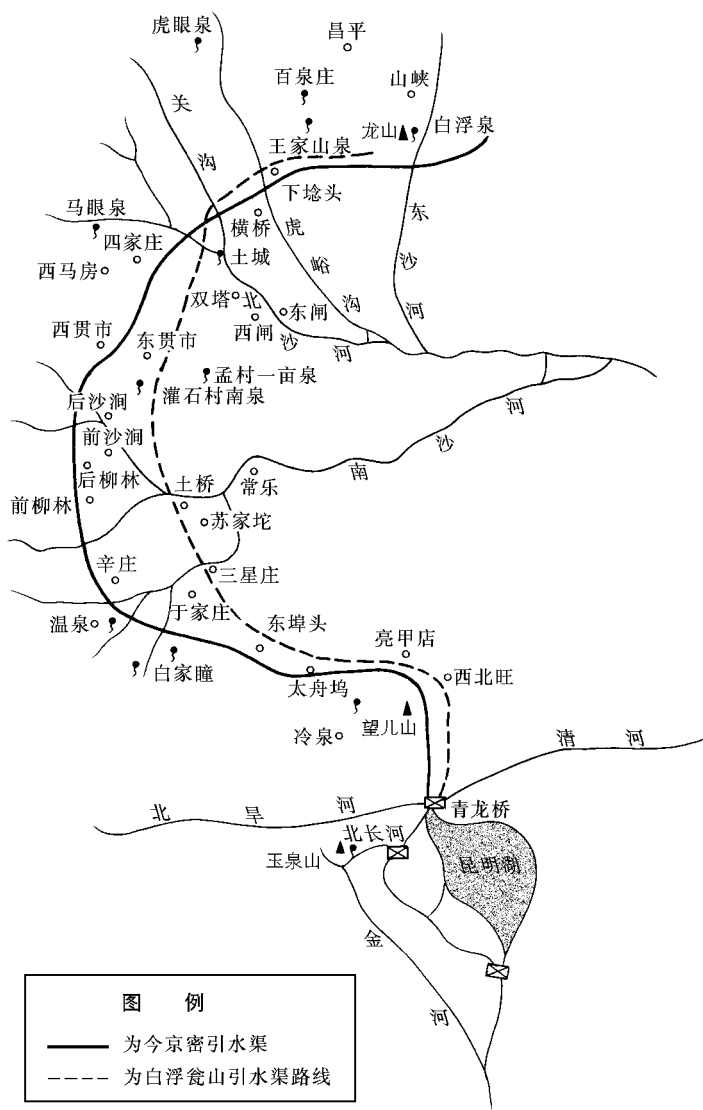 虎眼泉
昌平
百泉庄
山峡
关沟
龙山
白浮泉
王家山泉
下埝头
马眼泉
横桥
虎峪沟
东沙河
四家庄
土城
西马房
双塔
北沙河
东闸
西闸
西贯市
东贯市
孟村一亩泉
灌石村南泉
后沙涧
前沙涧
南沙河
后柳林
土桥
常乐
前柳林
苏家坨
辛庄
三星庄
于家庄
温泉
东埠头
亮甲店
白家疃
太舟坞
西北旺
望儿山
冷泉
清河
北旱河
青龙桥
北长河
玉泉山
昆明湖
金河
图 例
为今京密引水渠
为白浮瓮山引水渠路线